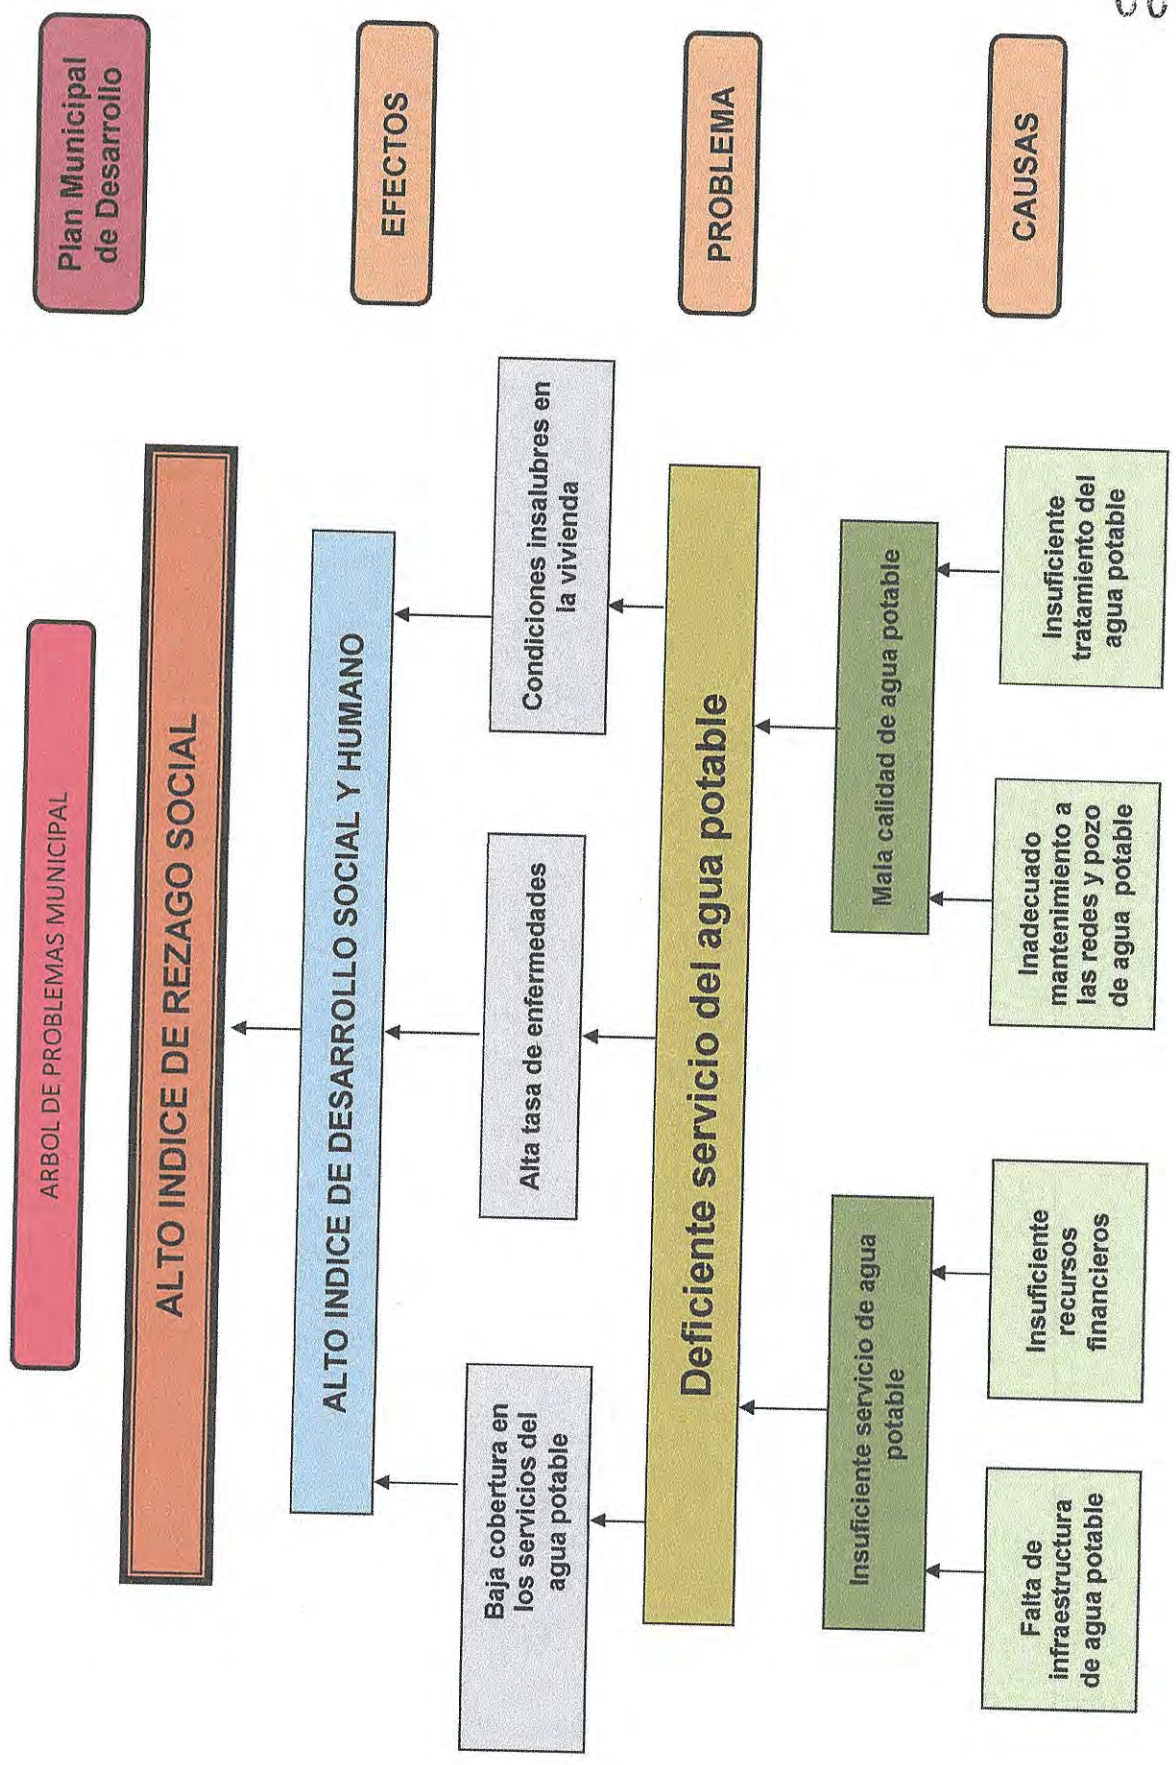 ARBOL DE PROBLEMAS MUNICIPAL
Plan Municipal
de Desarrollo
ALTO INDICE DE REZAGO SOCIAL
ALTO INDICE DE DESARROLLO SOCIAL Y HUMANO
EFECTOS
Baja cobertura en
los servicios del
agua potable
Alta tasa de enfermedades
Condiciones insalubres en
la vivienda
Deficiente servicio del agua potable
PROBLEMA
Insuficiente servicio de agua
potable
Mala calidad de agua potable
CAUSAS
Falta de
infraestructura
de agua potable
Insuficiente
recursos
financieros
Inadecuado
mantenimiento a
las redes y pozo
de agua potable
Insuficiente
tratamiento del
agua potable